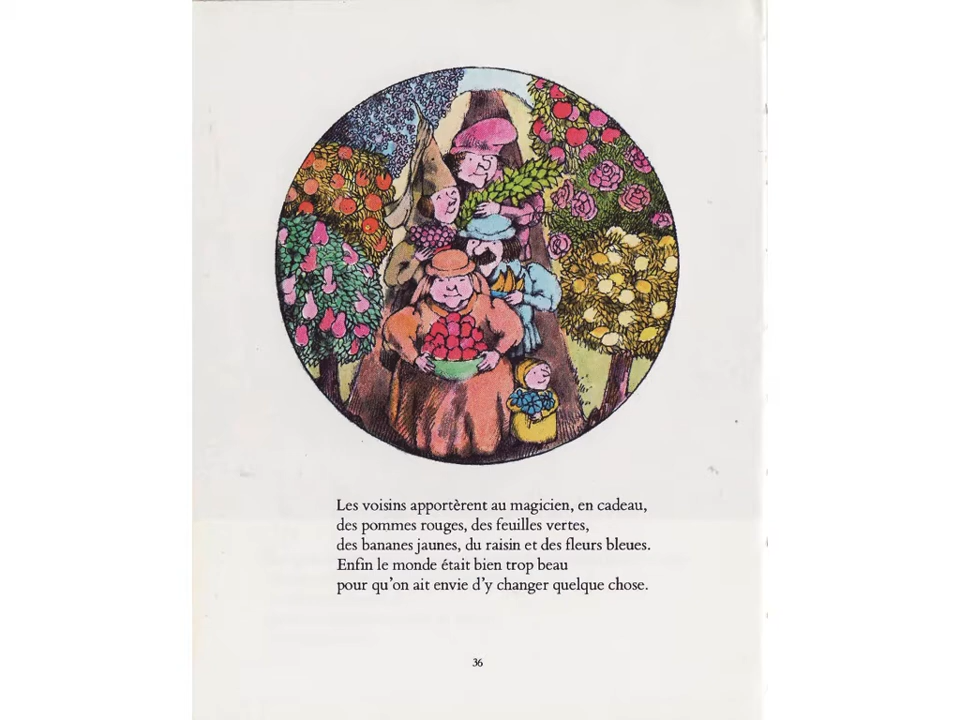 Les voisins apportèrent au magicien, en cadeau,
des pommes rouges, des feuilles vertes,
des bananes jaunes, du raisin et des fleurs bleues.
Enfin le monde était bien trop beau
pour qu'on ait envie d'y changer quelque chose.
36